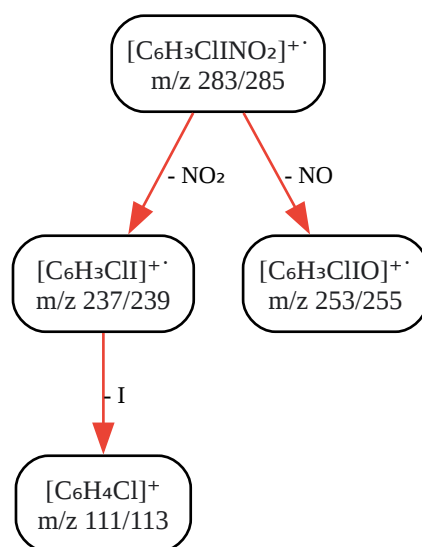 [C₆H₃ClINO₂]⁺˙
m/z 283/285
- NO₂
- NO
[C₆H₃ClI]⁺˙
m/z 237/239
[C₆H₃ClIO]⁺˙
m/z 253/255
- I
[C₆H₄Cl]⁺
m/z 111/113